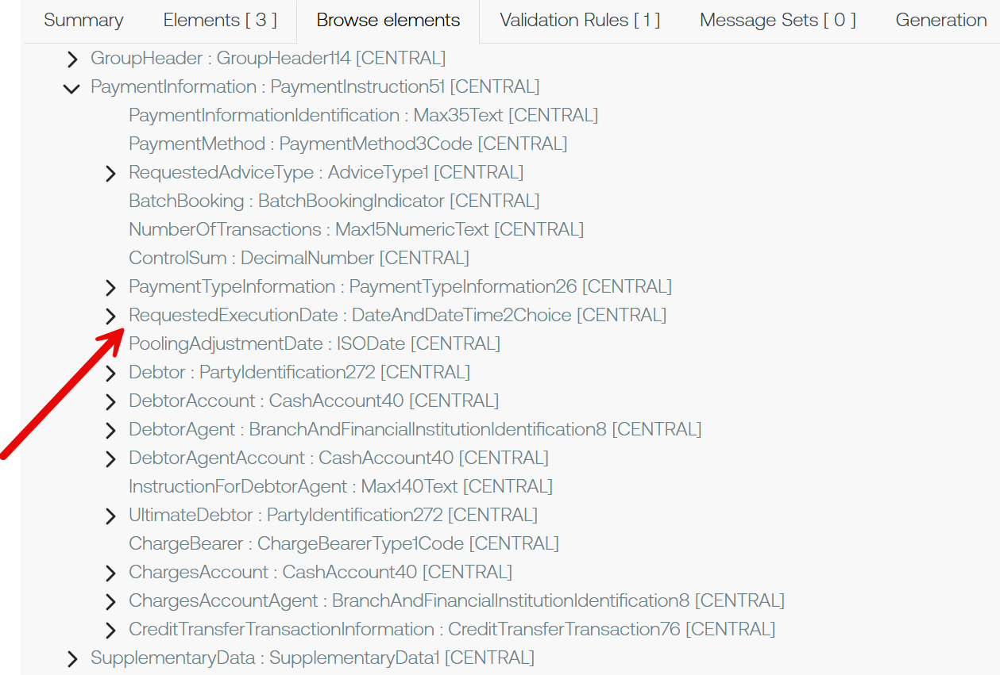 Summary Elements [ 3 ] Browse elements Validation Rules [ 1 ] Message Sets [ 0 ] Generation
GroupHeader : GroupHeader114 [CENTRAL]
PaymentInformation : PaymentInstruction51 [CENTRAL]
PaymentInformationIdentification : Max35Text [CENTRAL]
PaymentMethod : PaymentMethod3Code [CENTRAL]
RequestedAdviceType : AdviceType1 [CENTRAL]
BatchBooking : BatchBookingIndicator [CENTRAL]
NumberOfTransactions : Max15NumericText [CENTRAL]
ControlSum : DecimalNumber [CENTRAL]
PaymentTypeInformation : PaymentTypeInformation26 [CENTRAL]
RequestedExecutionDate : DateAndDateTime2Choice [CENTRAL]
PoolingAdjustmentDate : ISODate [CENTRAL]
Debtor : PartyIdentification272 [CENTRAL]
DebtorAccount : CashAccount40 [CENTRAL]
DebtorAgent : BranchAndFinancialInstitutionIdentification8 [CENTRAL]
DebtorAgentAccount : CashAccount40 [CENTRAL]
InstructionForDebtorAgent : Max140Text [CENTRAL]
UltimateDebtor : PartyIdentification272 [CENTRAL]
ChargeBearer : ChargeBearerType1Code [CENTRAL]
ChargesAccount : CashAccount40 [CENTRAL]
ChargesAccountAgent : BranchAndFinancialInstitutionIdentification8 [CENTRAL]
CreditTransferTransactionInformation : CreditTransferTransaction76 [CENTRAL]
SupplementaryData : SupplementaryData1 [CENTRAL]